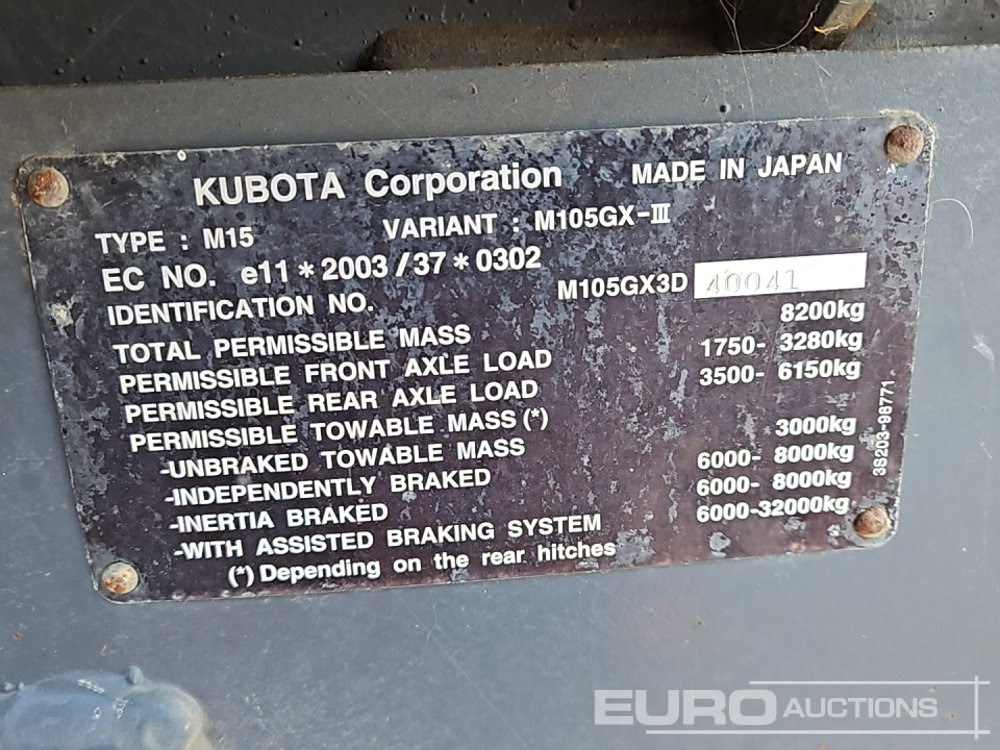 KUBOTA Corporation MADE IN JAPAN
TYPE : M15 VARIANT : M105GX-III
EC NO. e11*2003/37*0302
IDENTIFICATION NO. M105GX3D 40041
TOTAL PERMISSIBLE MASS 8200kg
PERMISSIBLE FRONT AXLE LOAD 1750- 3280kg
PERMISSIBLE REAR AXLE LOAD 3500- 6150kg
PERMISSIBLE TOWABLE MASS(*)
-UNBRAKED TOWABLE MASS 3000kg
-INDEPENDENTLY BRAKED 6000- 8000kg
-INERTIA BRAKED 6000- 8000kg
-WITH ASSISTED BRAKING SYSTEM 6000-32000kg
(*) Depending on the rear hitches
3S203-98771
EURO AUCTIONS